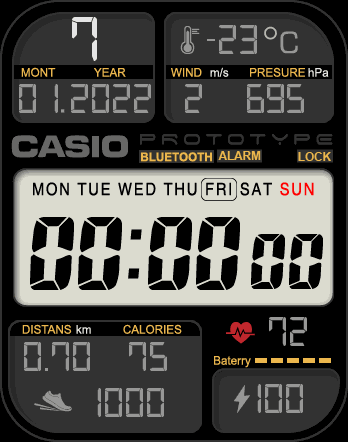 7
-23°C
MONT YEAR
01.2022
WIND m/s PRESURE hPa
2 695
CASIO PROTOTYPE
BLUETOOTH ALARM LOCK
MON TUE WED THU FRI SAT SUN
00:00 00
DISTANS km CALORIES
0.70 75
1000
72
Baterry
100